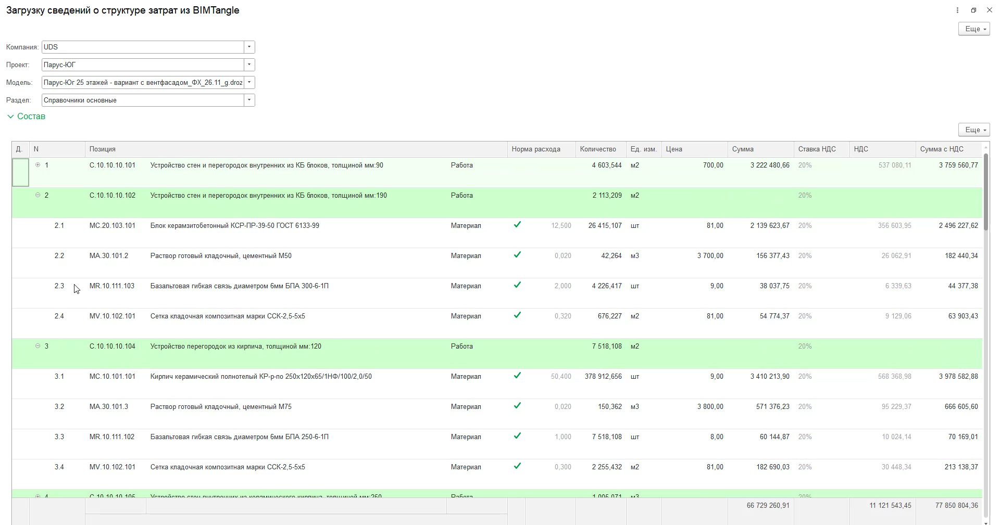 Загрузку сведений о структуре затрат из BIMTangle
Еще
Компания: UDS
Проект: Парус-ЮГ
Модель: Парус-Юг 25 этажей - вариант с вентфасадом_ФХ_26.11_g.droz
Раздел: Справочники основные
Состав
Еще
Д. N Позиция Норма расхода Количество Ед. изм. Цена Сумма Ставка НДС НДС Сумма с НДС
1 C.10.10.10.101 Устройство стен и перегородок внутренних из КБ блоков, толщиной мм:90 Работа 4 603,544 м2 700,00 3 222 480,66 20% 537 080,11 3 759 560,77
2 C.10.10.10.102 Устройство стен и перегородок внутренних из КБ блоков, толщиной мм:190 Работа 2 113,209 м2 20%
2.1 MC.20.103.101 Блок керамзитобетонный КСР-ПР-39-50 ГОСТ 6133-99 Материал 12,500 26 415,107 шт 81,00 2 139 623,67 20% 356 603,95 2 496 227,62
2.2 MA.30.101.2 Раствор готовый кладочный, цементный М50 Материал 0,020 42,264 м3 3 700,00 156 377,43 20% 26 062,91 182 440,34
2.3 MR.10.111.103 Базальтовая гибкая связь диаметром 6мм БПА 300-6-1П Материал 2,000 4 226,417 шт 9,00 38 037,75 20% 6 339,63 44 377,38
2.4 MV.10.102.101 Сетка кладочная композитная марки ССК-2,5-5х5 Материал 0,320 676,227 м2 81,00 54 774,37 20% 9 129,06 63 903,43
3 C.10.10.10.104 Устройство перегородок из кирпича, толщиной мм:120 Работа 7 518,108 м2 20%
3.1 MC.10.101.101 Кирпич керамический полнотелый КР-р-по 250х120х65/1НФ/100/2,0/50 Материал 50,400 378 912,656 шт 9,00 3 410 213,90 20% 568 368,98 3 978 582,88
3.2 MA.30.101.3 Раствор готовый кладочный, цементный М75 Материал 0,020 150,362 м3 3 800,00 571 376,23 20% 95 229,37 666 605,60
3.3 MR.10.111.102 Базальтовая гибкая связь диаметром 6мм БПА 250-6-1П Материал 1,000 7 518,108 шт 8,00 60 144,87 20% 10 024,14 70 169,01
3.4 MV.10.102.101 Сетка кладочная композитная марки ССК-2,5-5х5 Материал 0,300 2 255,432 м2 81,00 182 690,03 20% 30 448,34 213 138,37
4 C.10.10.10.105 Устройство стен внутренних из керамического кирпича, толщиной мм:250 Работа 1 005,071 м3 20%
66 729 260,91 11 121 543,45 77 850 804,36